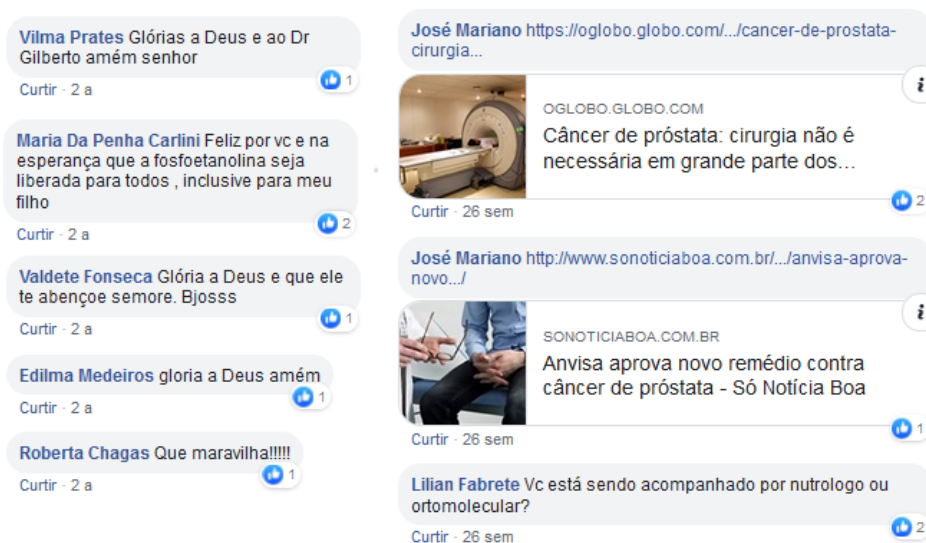 Vilma Prates Glórias a Deus e ao Dr
Gilberto amém senhor
1
Curtir · 2 a
Maria Da Penha Carlini Feliz por vc e na
esperança que a fosfoetanolina seja
liberada para todos , inclusive para meu
filho
2
Curtir · 2 a
Valdete Fonseca Glória a Deus e que ele
te abençoe semore. Bjosss
1
Curtir · 2 a
Edilma Medeiros gloria a Deus amém
1
Curtir · 2 a
Roberta Chagas Que maravilha!!!!!
1
Curtir · 2 a
José Mariano https://oglobo.globo.com/.../cancer-de-prostata-
cirurgia...
i
OGLOBO.GLOBO.COM
Câncer de próstata: cirurgia não é
necessária em grande parte dos...
2
Curtir · 26 sem
José Mariano http://www.sonoticiaboa.com.br/.../anvisa-aprova-
novo.../
i
SONOTICIABOA.COM.BR
Anvisa aprova novo remédio contra
câncer de próstata - Só Notícia Boa
1
Curtir · 26 sem
Lilian Fabrete Vc está sendo acompanhado por nutrologo ou
ortomolecular?
2
Curtir · 26 sem